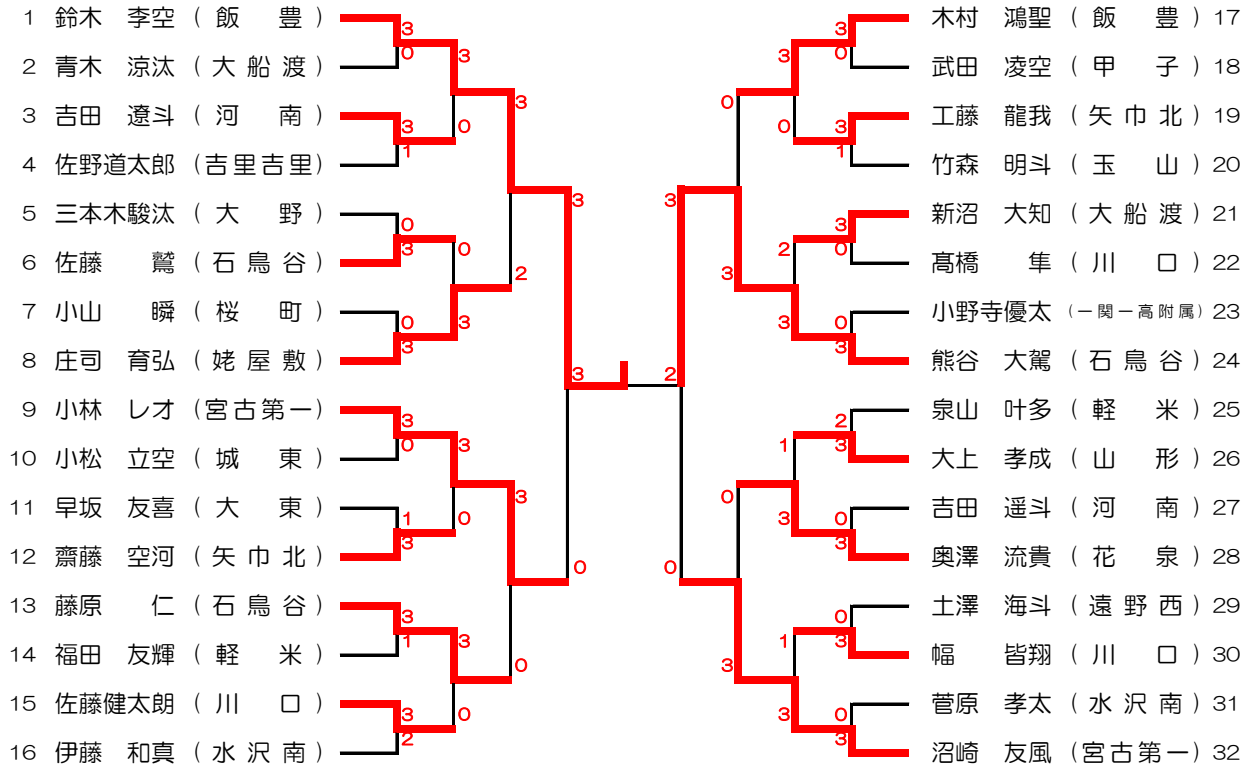 1 鈴木 李空 ( 飯 豊 )
2 青木 涼汰 ( 大 船 渡 )
3 吉田 遼斗 ( 河 南 )
4 佐野道太郎 ( 吉里吉里 )
5 三本木駿汰 ( 大 野 )
6 佐藤 鷲 ( 石 鳥 谷 )
7 小山 瞬 ( 桜 町 )
8 庄司 育弘 ( 姥 屋 敷 )
9 小林 レオ ( 宮古第一 )
10 小松 立空 ( 城 東 )
11 早坂 友喜 ( 大 東 )
12 齋藤 空河 ( 矢 巾 北 )
13 藤原 仁 ( 石 鳥 谷 )
14 福田 友輝 ( 軽 米 )
15 佐藤健太朗 ( 川 口 )
16 伊藤 和真 ( 水 沢 南 )
3
0
3
1
0
3
0
3
3
0
1
3
3
1
3
2
3
0
0
3
3
0
3
0
3
2
3
0
3
0
3
2
3
0
0
3
0
3
3
0
2
3
1
3
1
3
3
0
3
1
3
0
0
3
2
3
0
3
0
3
0
3
木村 鴻聖 ( 飯 豊 ) 17
武田 凌空 ( 甲 子 ) 18
工藤 龍我 ( 矢 巾 北 ) 19
竹森 明斗 ( 玉 山 ) 20
新沼 大知 ( 大 船 渡 ) 21
髙橋 隼 ( 川 口 ) 22
小野寺優太 (一関一高附属) 23
熊谷 大駕 ( 石 鳥 谷 ) 24
泉山 叶多 ( 軽 米 ) 25
大上 孝成 ( 山 形 ) 26
吉田 遥斗 ( 河 南 ) 27
奥澤 流貴 ( 花 泉 ) 28
土澤 海斗 ( 遠 野 西 ) 29
幅 皆翔 ( 川 口 ) 30
菅原 孝太 ( 水 沢 南 ) 31
沼崎 友風 ( 宮古第一 ) 32